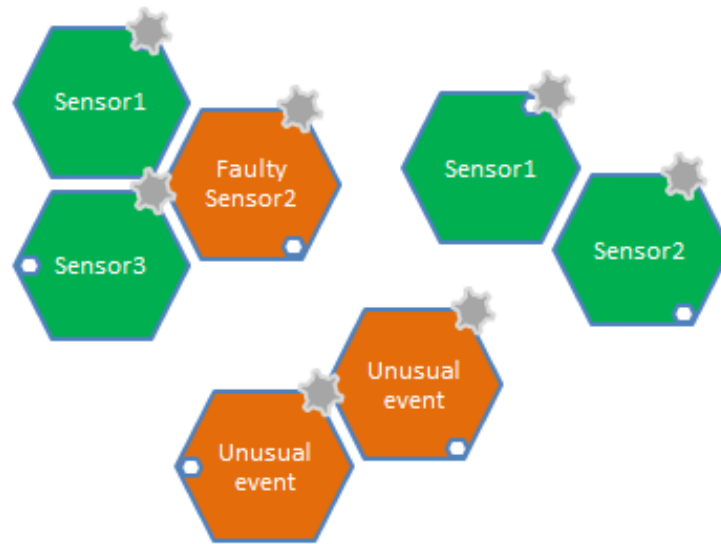 Sensor1
Faulty
Sensor2
Sensor3
Sensor1
Sensor2
Unusual
event
Unusual
event